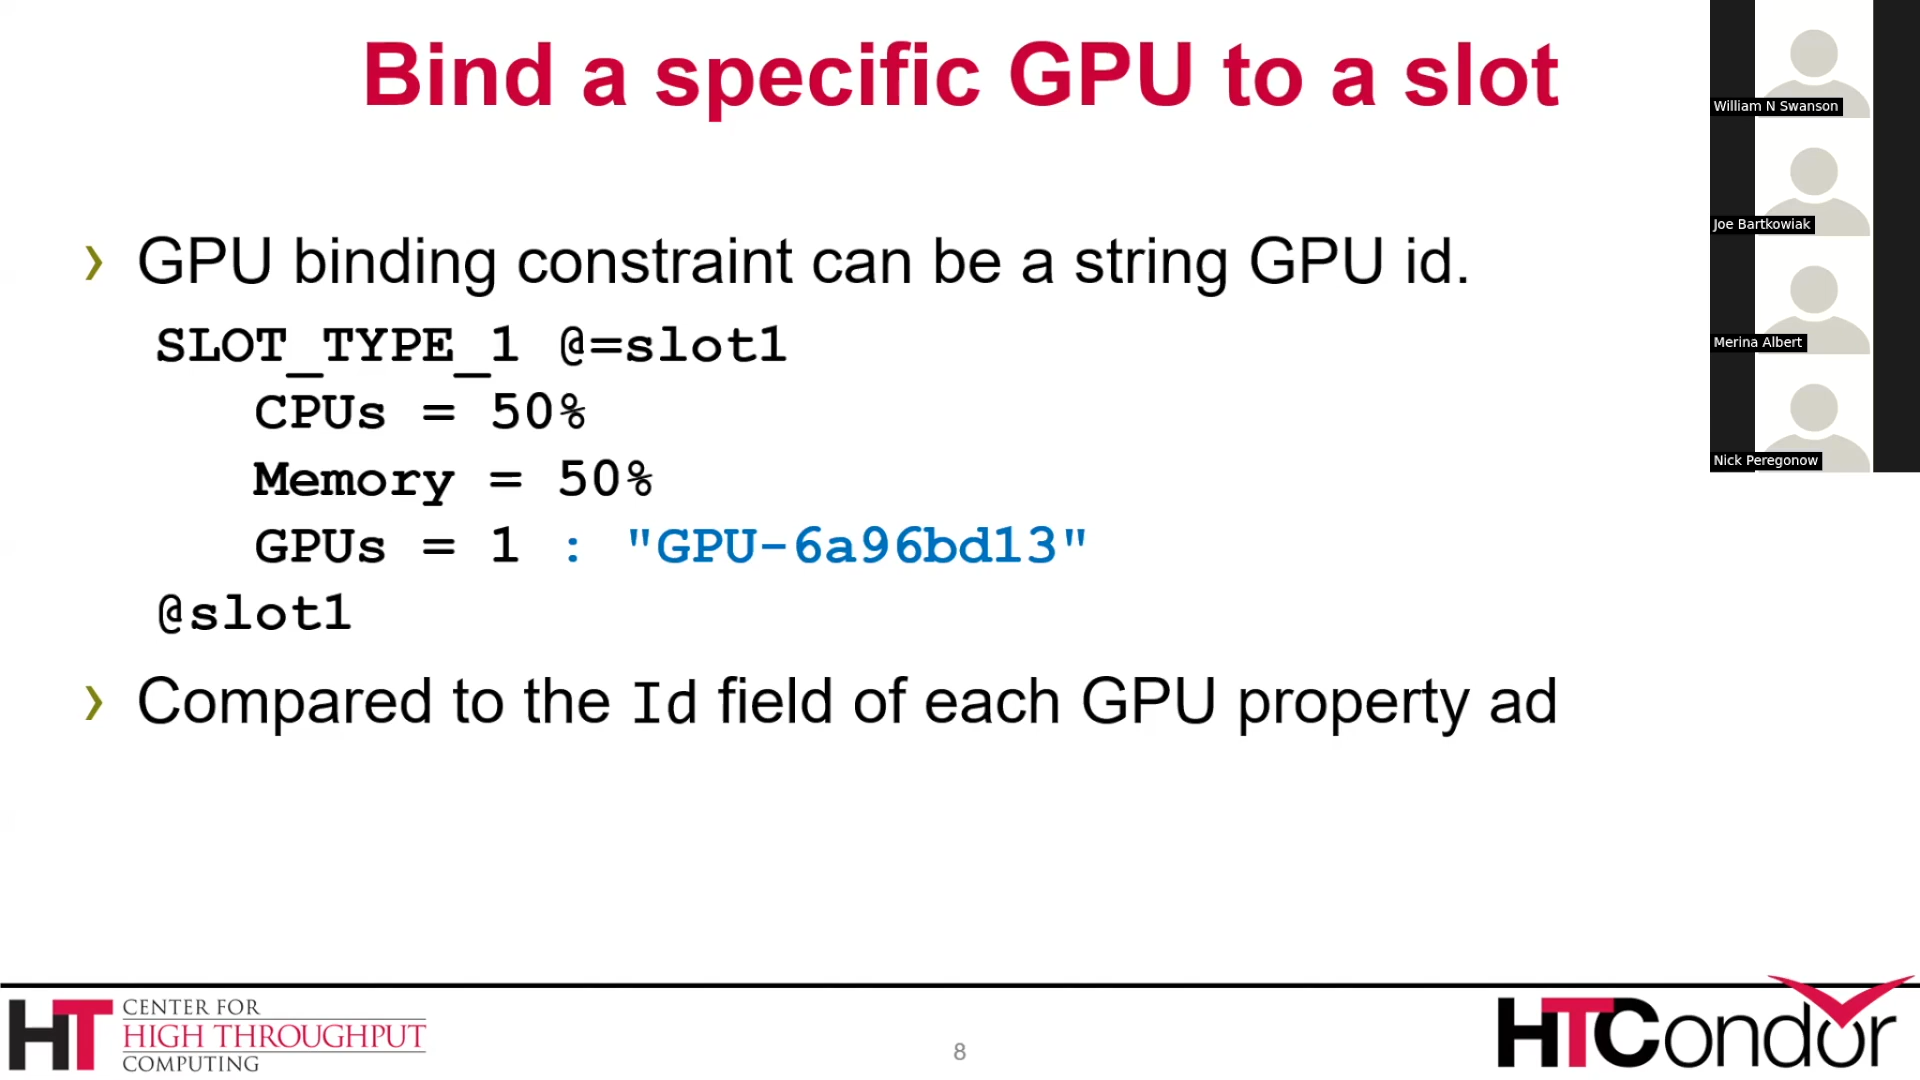 Bind a specific GPU to a slot
William N Swanson
Joe Bartkowiak
Merina Albert
Nick Peregonow
› GPU binding constraint can be a string GPU id.
SLOT_TYPE_1 @=slot1
CPUs = 50%
Memory = 50%
GPUs = 1 : "GPU-6a96bd13"
@slot1
› Compared to the Id field of each GPU property ad
HT CENTER FOR
HIGH THROUGHPUT
COMPUTING
8
HTCondor